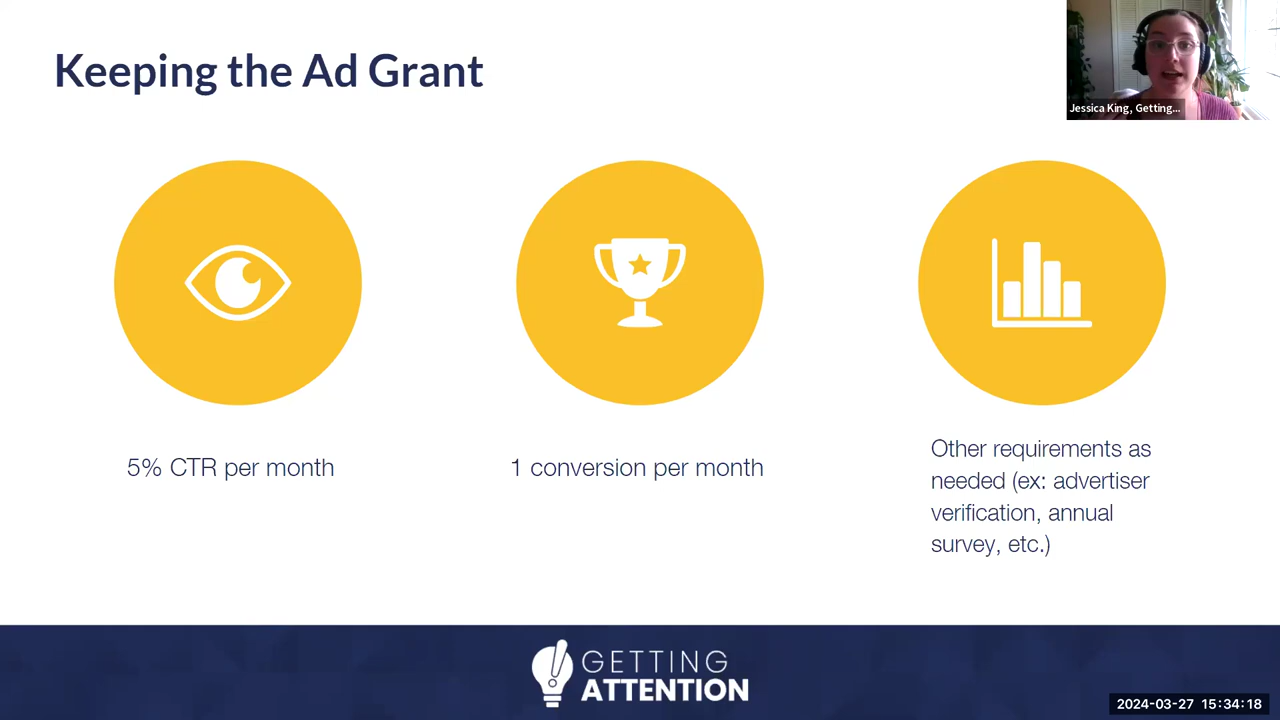 Keeping the Ad Grant
Jessica King, Getting...
5% CTR per month
1 conversion per month
Other requirements as
needed (ex: advertiser
verification, annual
survey, etc.)
GETTING
ATTENTION
2024-03-27 15:34:18